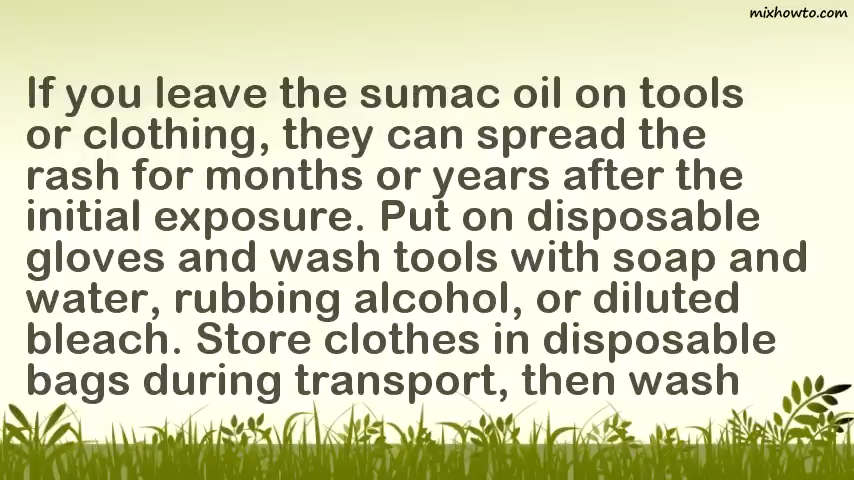 mixhowto.com
If you leave the sumac oil on tools
or clothing, they can spread the
rash for months or years after the
initial exposure. Put on disposable
gloves and wash tools with soap and
water, rubbing alcohol, or diluted
bleach. Store clothes in disposable
bags during transport, then wash